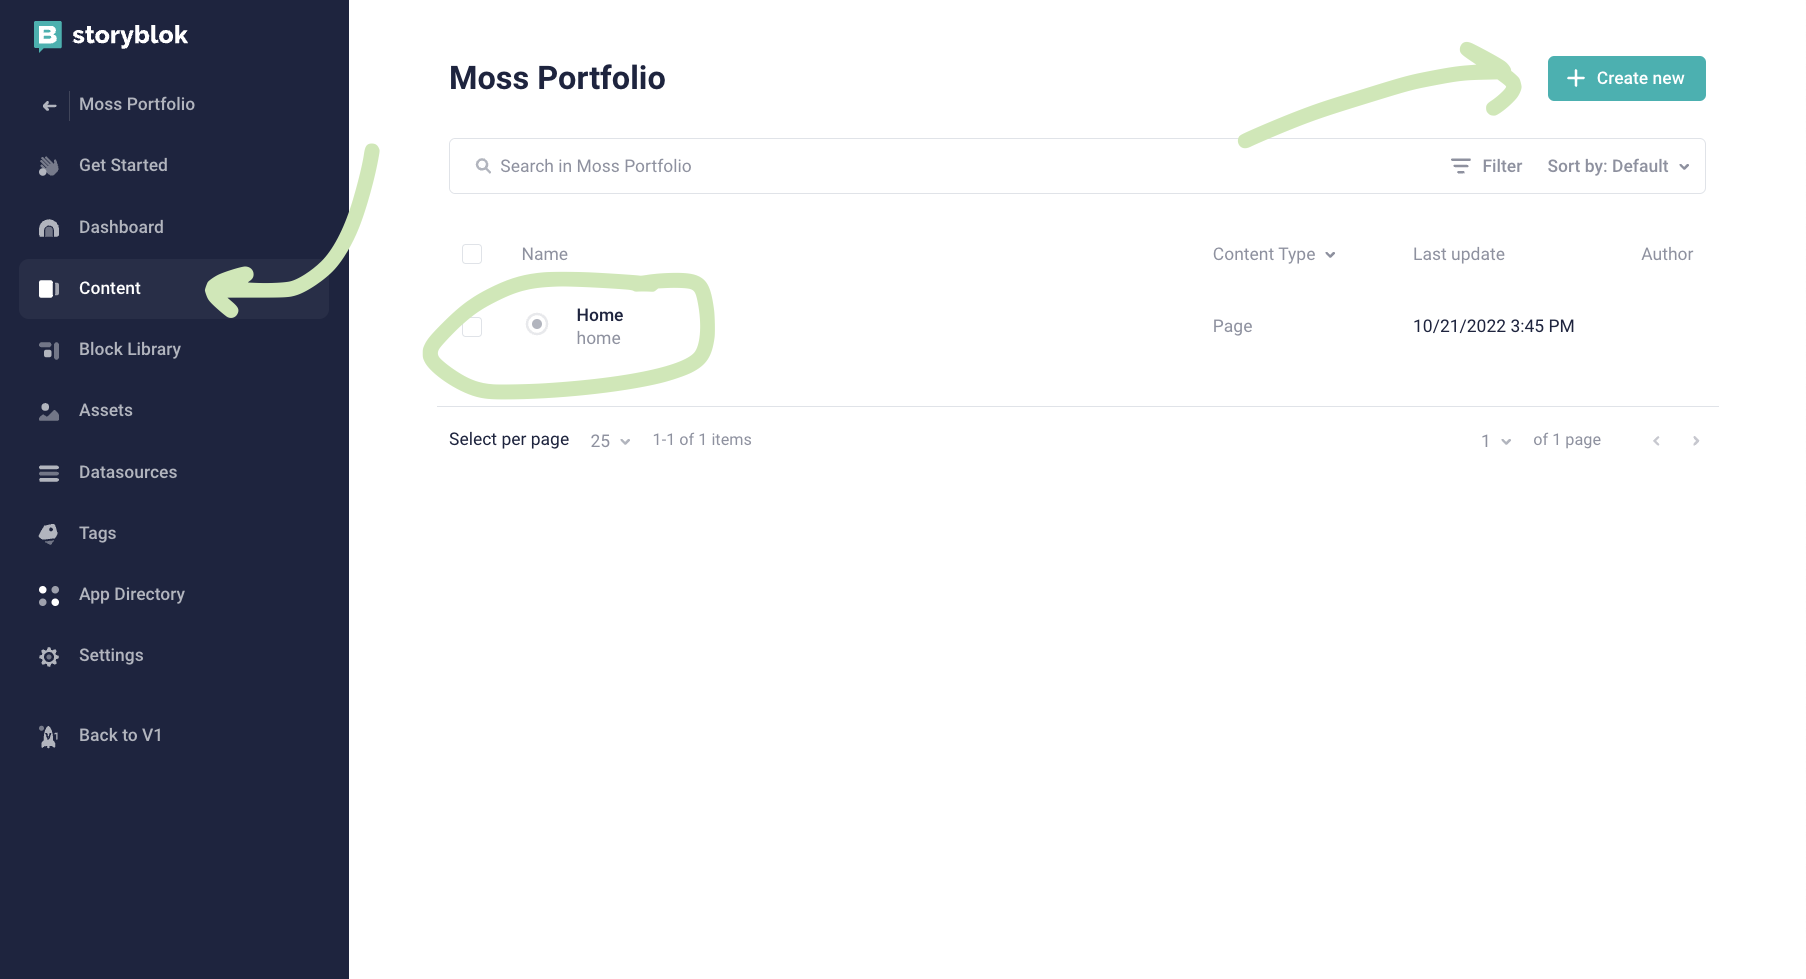 storyblok
Moss Portfolio
Get Started
Dashboard
Content
Block Library
Assets
Datasources
Tags
App Directory
Settings
Back to V1
Moss Portfolio
Create new
Search in Moss Portfolio
Filter
Sort by: Default
Name
Content Type
Last update
Author
Home
home
Page
10/21/2022 3:45 PM
Select per page
25
1-1 of 1 items
1
of 1 page